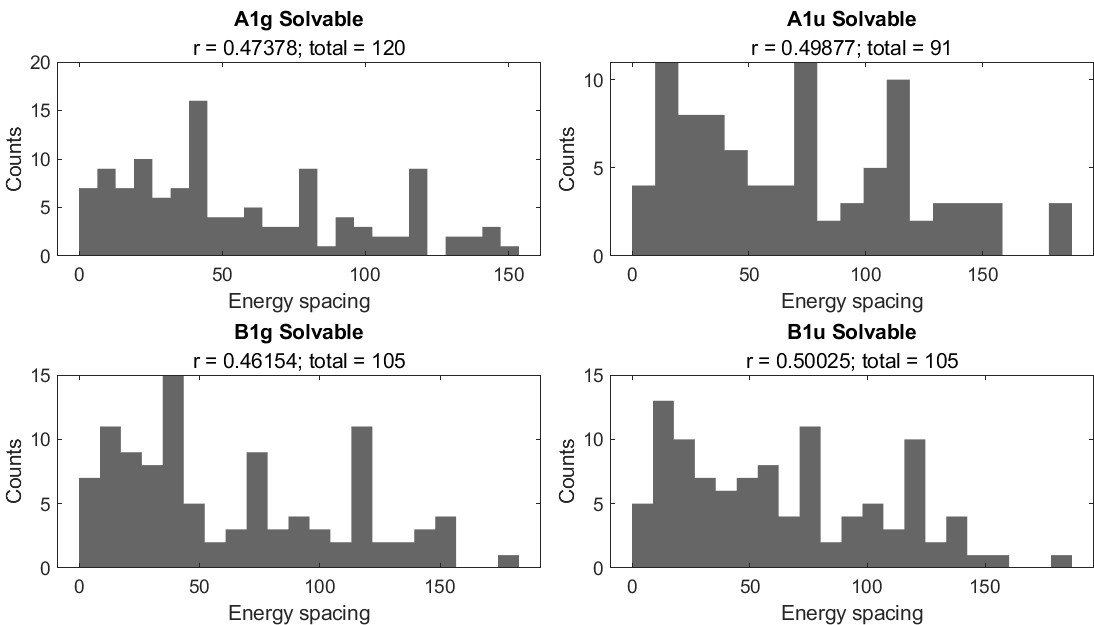 A1g Solvable
r = 0.47378; total = 120
20
15
10
5
0
Counts
0 50 100 150
Energy spacing
A1u Solvable
r = 0.49877; total = 91
10
5
0
Counts
0 50 100 150
Energy spacing
B1g Solvable
r = 0.46154; total = 105
15
10
5
0
Counts
0 50 100 150
Energy spacing
B1u Solvable
r = 0.50025; total = 105
15
10
5
0
Counts
0 50 100 150
Energy spacing